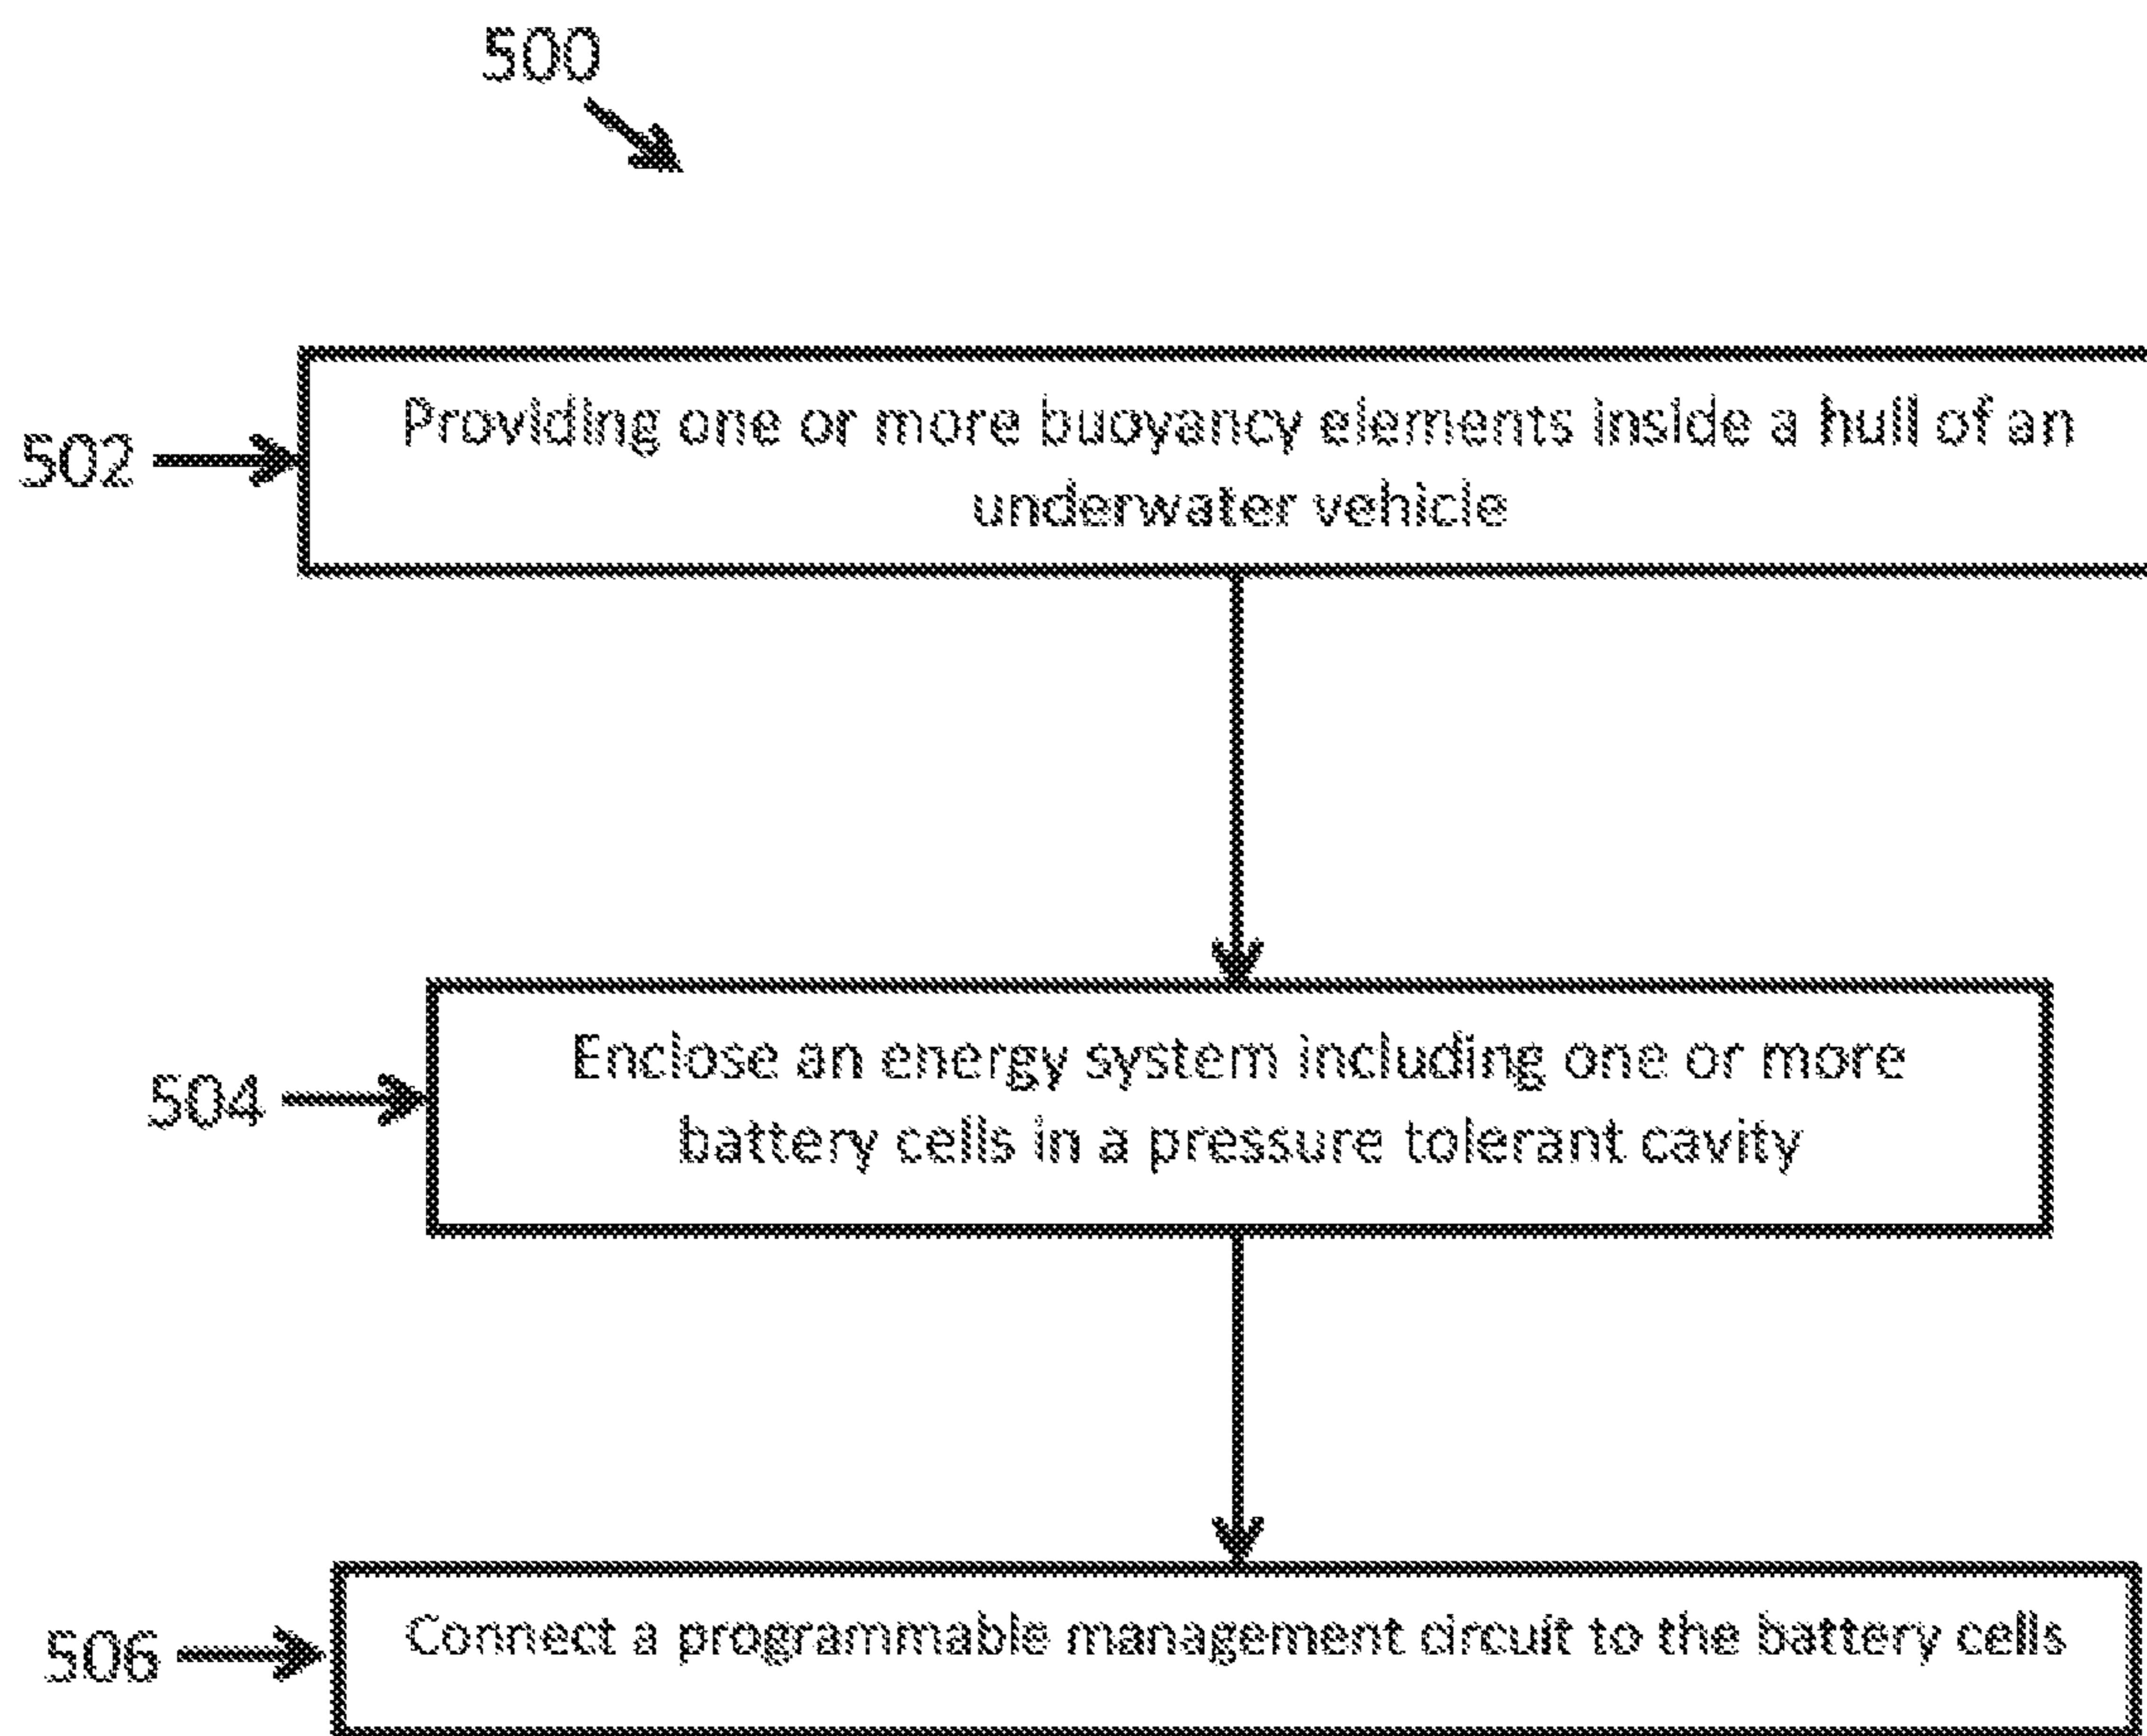 500
502
Providing one or more buoyancy elements inside a hull of an
underwater vehicle
504
Enclose an energy system including one or more
battery cells in a pressure tolerant cavity
506
Connect a programmable management circuit to the battery cells